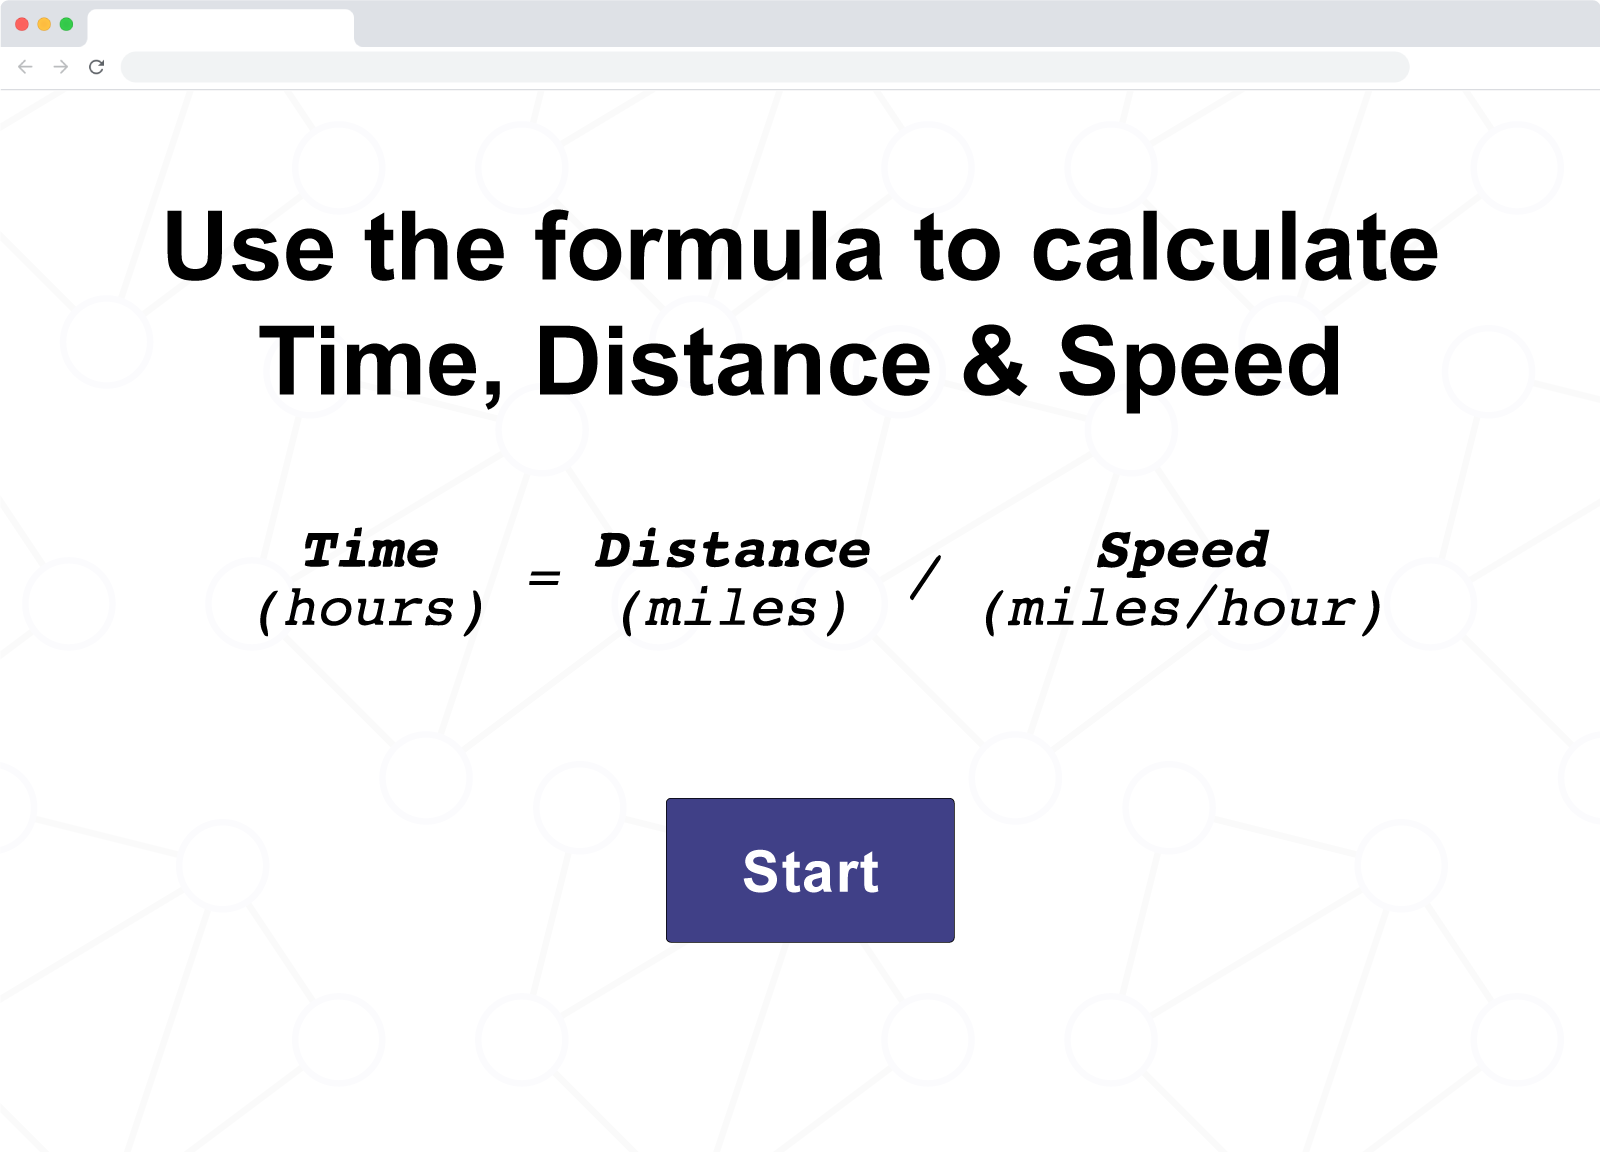 Use the formula to calculate
Time, Distance & Speed
Time = Distance / Speed
(hours) (miles) (miles/hour)
Start